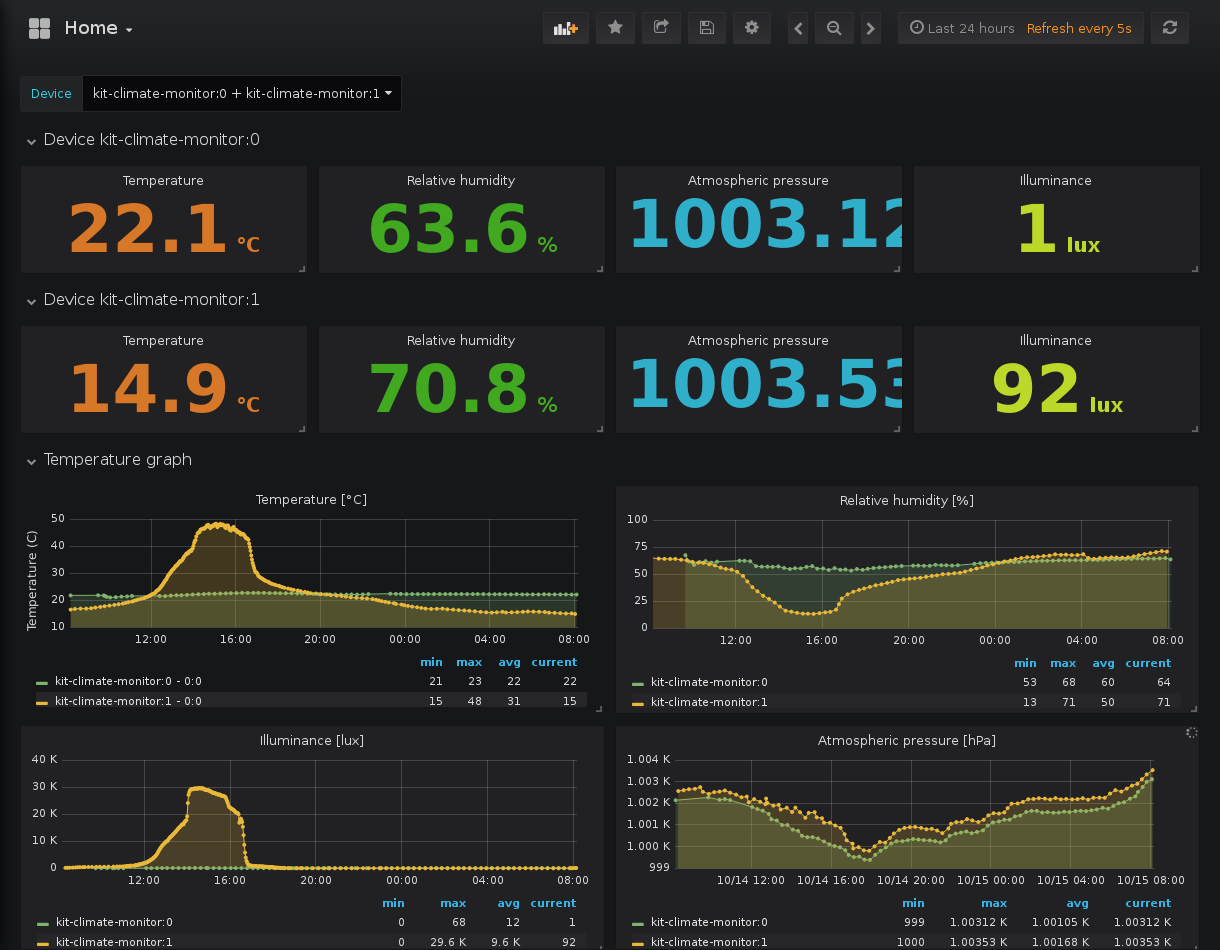 Home
Last 24 hours Refresh every 5s
Device kit-climate-monitor:0 + kit-climate-monitor:1
Device kit-climate-monitor:0
Temperature
22.1 °C
Relative humidity
63.6 %
Atmospheric pressure
1003.12
Illuminance
1 lux
Device kit-climate-monitor:1
Temperature
14.9 °C
Relative humidity
70.8 %
Atmospheric pressure
1003.53
Illuminance
92 lux
Temperature graph
Temperature [°C]
Temperature (C)
50
40
30
20
10
12:00 16:00 20:00 00:00 04:00 08:00
min max avg current
kit-climate-monitor:0 - 0:0 21 23 22 22
kit-climate-monitor:1 - 0:0 15 48 31 15
Relative humidity [%]
100
75
50
25
0
12:00 16:00 20:00 00:00 04:00 08:00
min max avg current
kit-climate-monitor:0 53 68 60 64
kit-climate-monitor:1 13 71 50 71
Illuminance [lux]
40 K
30 K
20 K
10 K
0
12:00 16:00 20:00 00:00 04:00 08:00
min max avg current
kit-climate-monitor:0 0 68 12 1
kit-climate-monitor:1 0 29.6 K 9.6 K 92
Atmospheric pressure [hPa]
1.004 K
1.003 K
1.002 K
1.001 K
1.000 K
999
10/14 12:00 10/14 16:00 10/14 20:00 10/15 00:00 10/15 04:00 10/15 08:00
min max avg current
kit-climate-monitor:0 999 1.00312 K 1.00105 K 1.00312 K
kit-climate-monitor:1 1000 1.00353 K 1.00168 K 1.00353 K